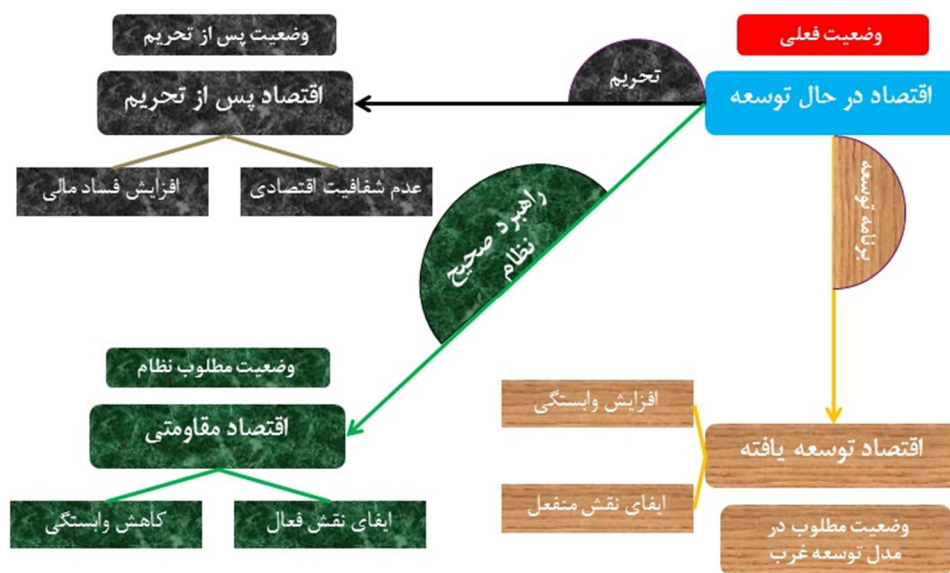 وضعیت فعلی
وضعیت پس از تحریم
اقتصاد در حال توسعه
تحریم
اقتصاد پس از تحریم
عدم شفافیت اقتصادی
افزایش فساد مالی
راهبرد صحیح
نظام
برنامه توسعه
وضعیت مطلوب نظام
اقتصاد مقاومتی
ایفای نقش فعال
کاهش وابستگی
افزایش وابستگی
اقتصاد توسعه یافته
ایفای نقش منفعل
وضعیت مطلوب در
مدل توسعه غرب